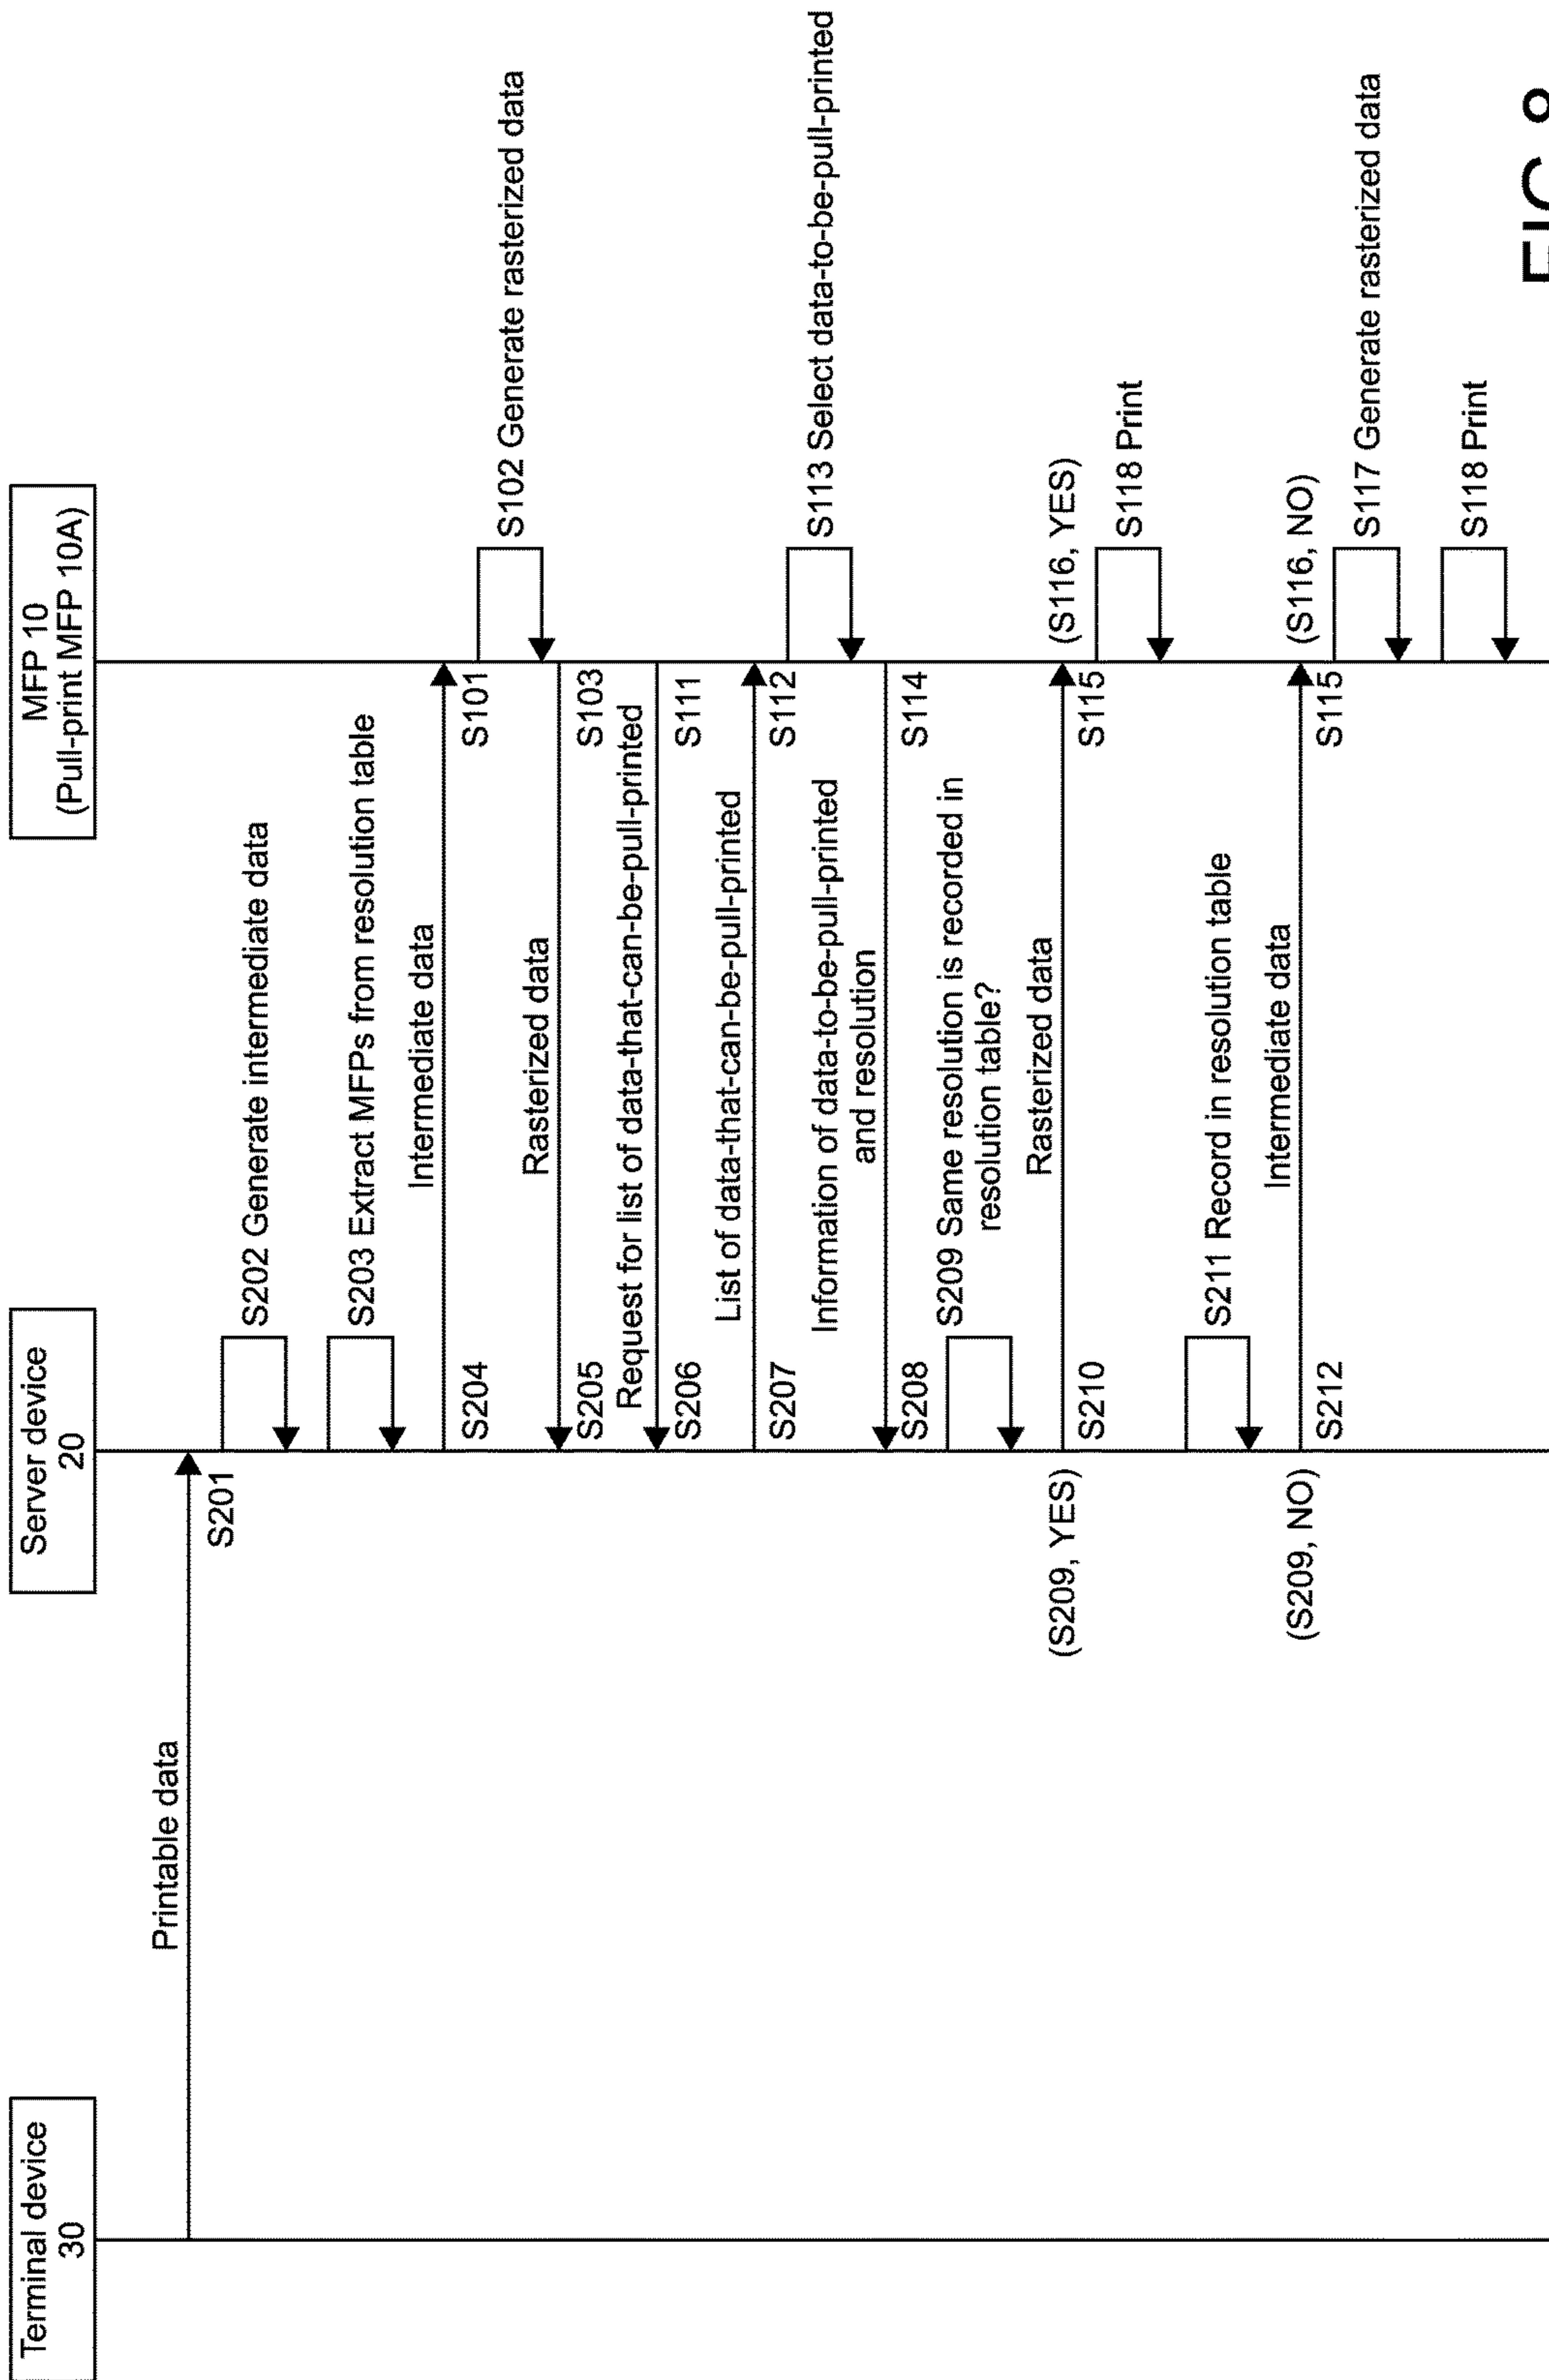 Terminal device
30
Server device
20
MFP 10
(Pull-print MFP 10A)
Printable data
S201
S202 Generate intermediate data
S203 Extract MFPs from resolution table
Intermediate data
S204
S101
S102 Generate rasterized data
Rasterized data
S205
S103
Request for list of data-that-can-be-pull-printed
S206
S111
List of data-that-can-be-pull-printed
S207
S112
S113 Select data-to-be-pull-printed
Information of data-to-be-pull-printed
and resolution
S208
S114
S209 Same resolution is recorded in
resolution table?
Rasterized data
(S209, YES)
S210
S115
(S116, YES)
S118 Print
S211 Record in resolution table
Intermediate data
(S209, NO)
S212
S115
(S116, NO)
S117 Generate rasterized data
S118 Print
FIG.8